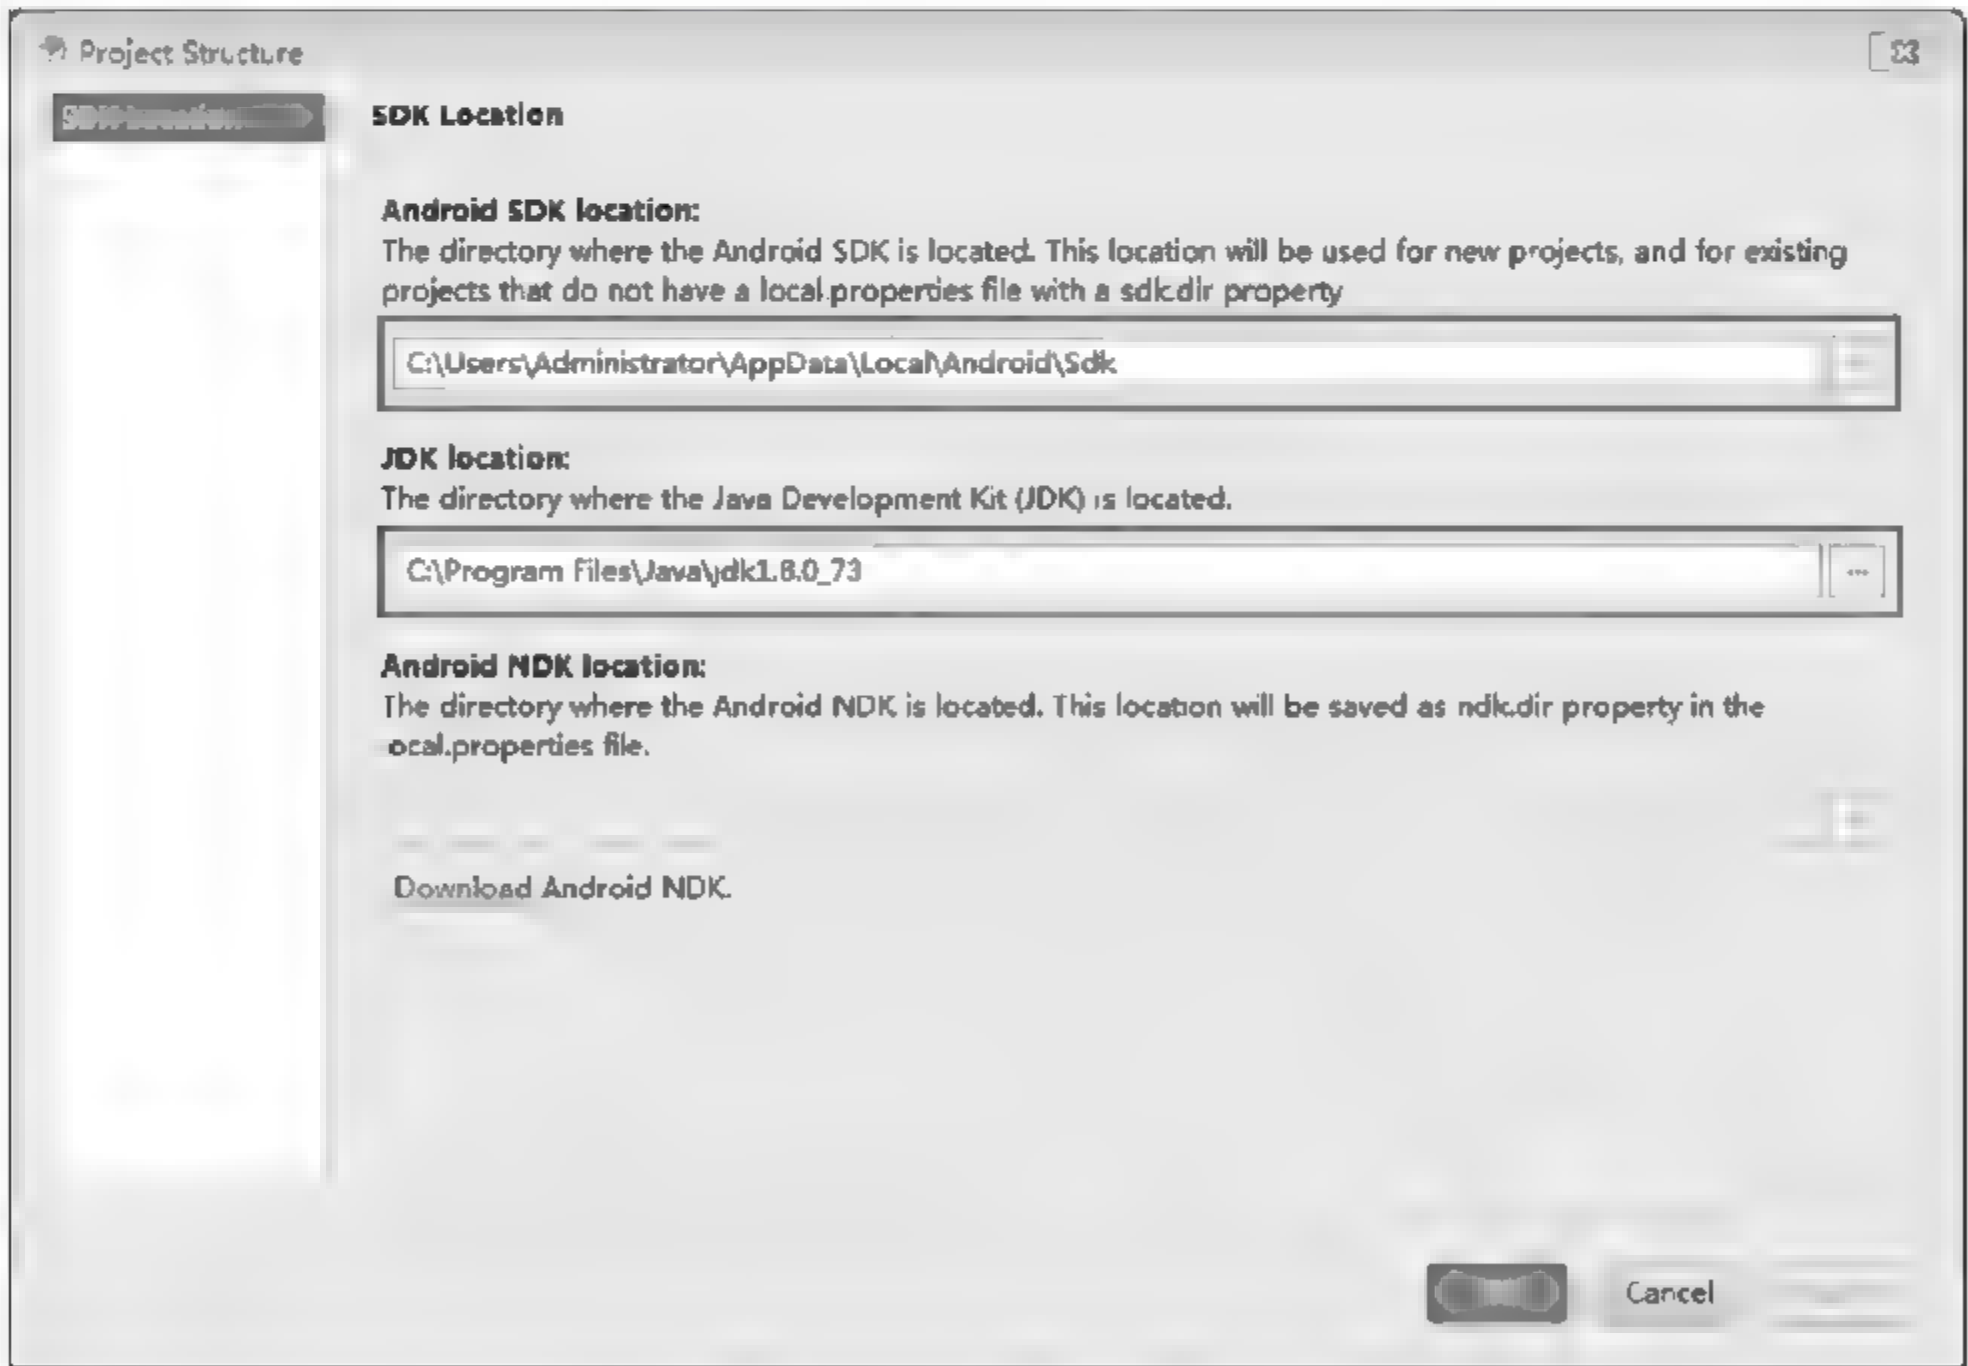 Project Structure
SDK Location
SDK Location
Android SDK location:
The directory where the Android SDK is located. This location will be used for new projects, and for existing
projects that do not have a local.properties file with a sdk.dir property
C:\Users\Administrator\AppData\Local\Android\Sdk
JDK location:
The directory where the Java Development Kit (JDK) is located.
C:\Program Files\Java\jdk1.8.0_73
...
Android NDK location:
The directory where the Android NDK is located. This location will be saved as ndk.dir property in the
ocal.properties file.
Download Android NDK.
Cancel